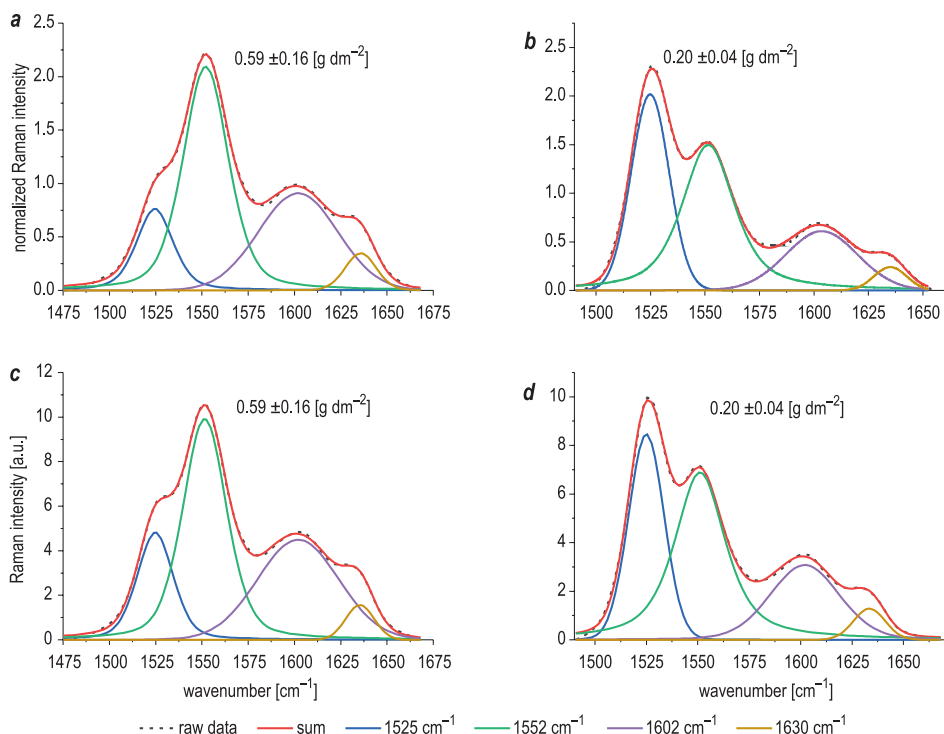 a
0.59 ±0.16 [g dm⁻²]
normalized Raman intensity
2.5
2.0
1.5
1.0
0.5
0.0
1475 1500 1525 1550 1575 1600 1625 1650 1675
b
0.20 ±0.04 [g dm⁻²]
2.5
2.0
1.5
1.0
0.5
0.0
1500 1525 1550 1575 1600 1625 1650
c
0.59 ±0.16 [g dm⁻²]
Raman intensity [a.u.]
12
10
8
6
4
2
0
1475 1500 1525 1550 1575 1600 1625 1650 1675
wavenumber [cm⁻¹]
d
0.20 ±0.04 [g dm⁻²]
10
8
6
4
2
0
1500 1525 1550 1575 1600 1625 1650
wavenumber [cm⁻¹]
raw data sum 1525 cm⁻¹ 1552 cm⁻¹ 1602 cm⁻¹ 1630 cm⁻¹